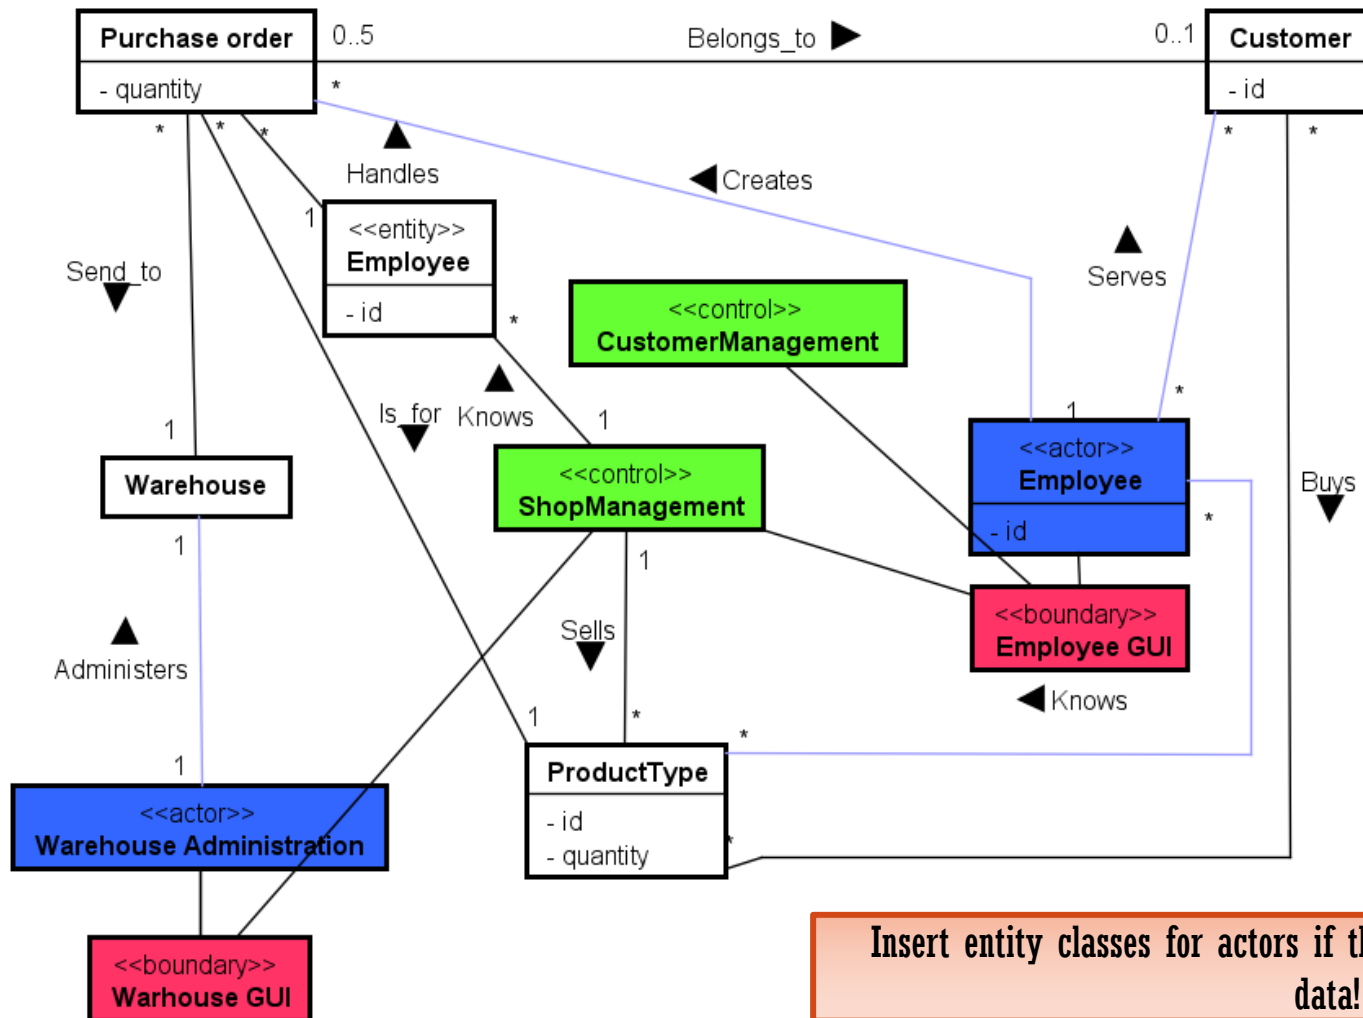 Purchase order
- quantity
0..5
Belongs_to
0..1
Customer
- id
*
*
*
*
*
*
Handles
Creates
1
<<entity>>
Employee
- id
Send_to
Serves
*
<<control>>
CustomerManagement
*
Is_for
Knows
1
1
1
<<actor>>
Employee
- id
*
Buys
Warehouse
1
<<control>>
ShopManagement
1
<<boundary>>
Employee GUI
Knows
Sells
Administers
1
*
*
1
ProductType
- id
- quantity
*
<<actor>>
Warehouse Administration
<<boundary>>
Warhouse GUI
Insert entity classes for actors if th
data!